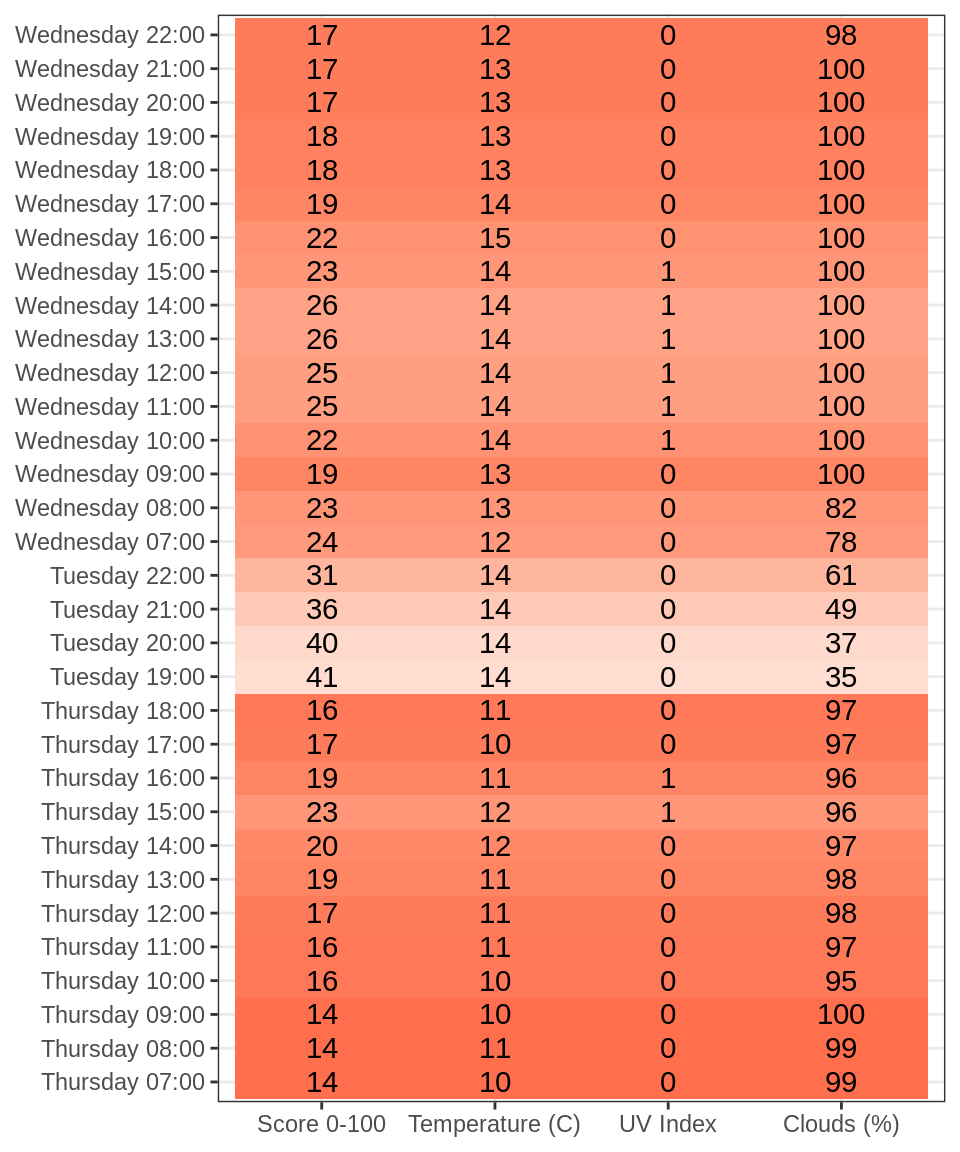 Wednesday 22:00 17 12 0 98
Wednesday 21:00 17 13 0 100
Wednesday 20:00 17 13 0 100
Wednesday 19:00 18 13 0 100
Wednesday 18:00 18 13 0 100
Wednesday 17:00 19 14 0 100
Wednesday 16:00 22 15 0 100
Wednesday 15:00 23 14 1 100
Wednesday 14:00 26 14 1 100
Wednesday 13:00 26 14 1 100
Wednesday 12:00 25 14 1 100
Wednesday 11:00 25 14 1 100
Wednesday 10:00 22 14 1 100
Wednesday 09:00 19 13 0 100
Wednesday 08:00 23 13 0 82
Wednesday 07:00 24 12 0 78
Tuesday 22:00 31 14 0 61
Tuesday 21:00 36 14 0 49
Tuesday 20:00 40 14 0 37
Tuesday 19:00 41 14 0 35
Thursday 18:00 16 11 0 97
Thursday 17:00 17 10 0 97
Thursday 16:00 19 11 1 96
Thursday 15:00 23 12 1 96
Thursday 14:00 20 12 0 97
Thursday 13:00 19 11 0 98
Thursday 12:00 17 11 0 98
Thursday 11:00 16 11 0 97
Thursday 10:00 16 10 0 95
Thursday 09:00 14 10 0 100
Thursday 08:00 14 11 0 99
Thursday 07:00 14 10 0 99
Score 0-100 Temperature (C) UV Index Clouds (%)